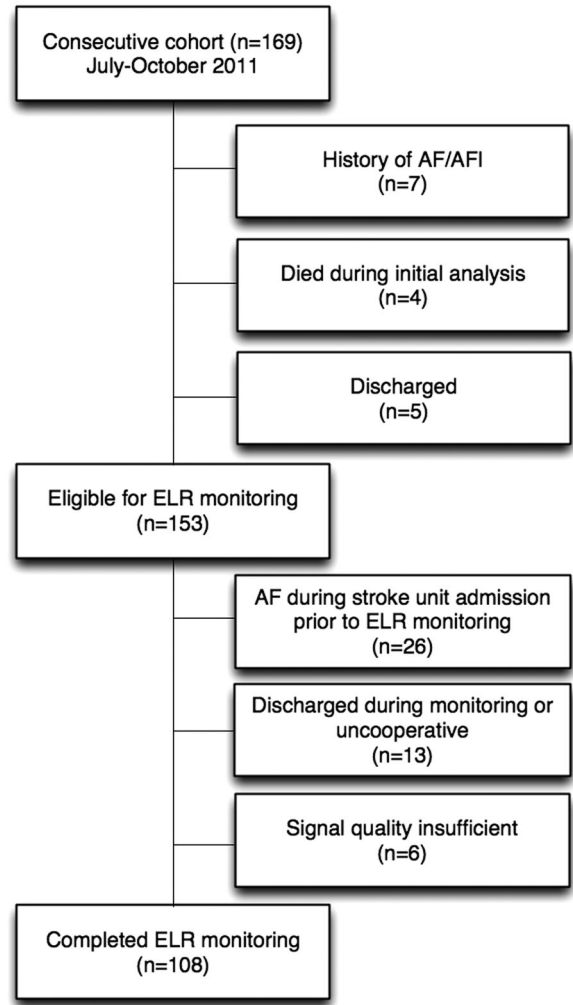 Consecutive cohort (n=169)
July-October 2011
History of AF/AFl
(n=7)
Died during initial analysis
(n=4)
Discharged
(n=5)
Eligible for ELR monitoring
(n=153)
AF during stroke unit admission
prior to ELR monitoring
(n=26)
Discharged during monitoring or
uncooperative
(n=13)
Signal quality insufficient
(n=6)
Completed ELR monitoring
(n=108)